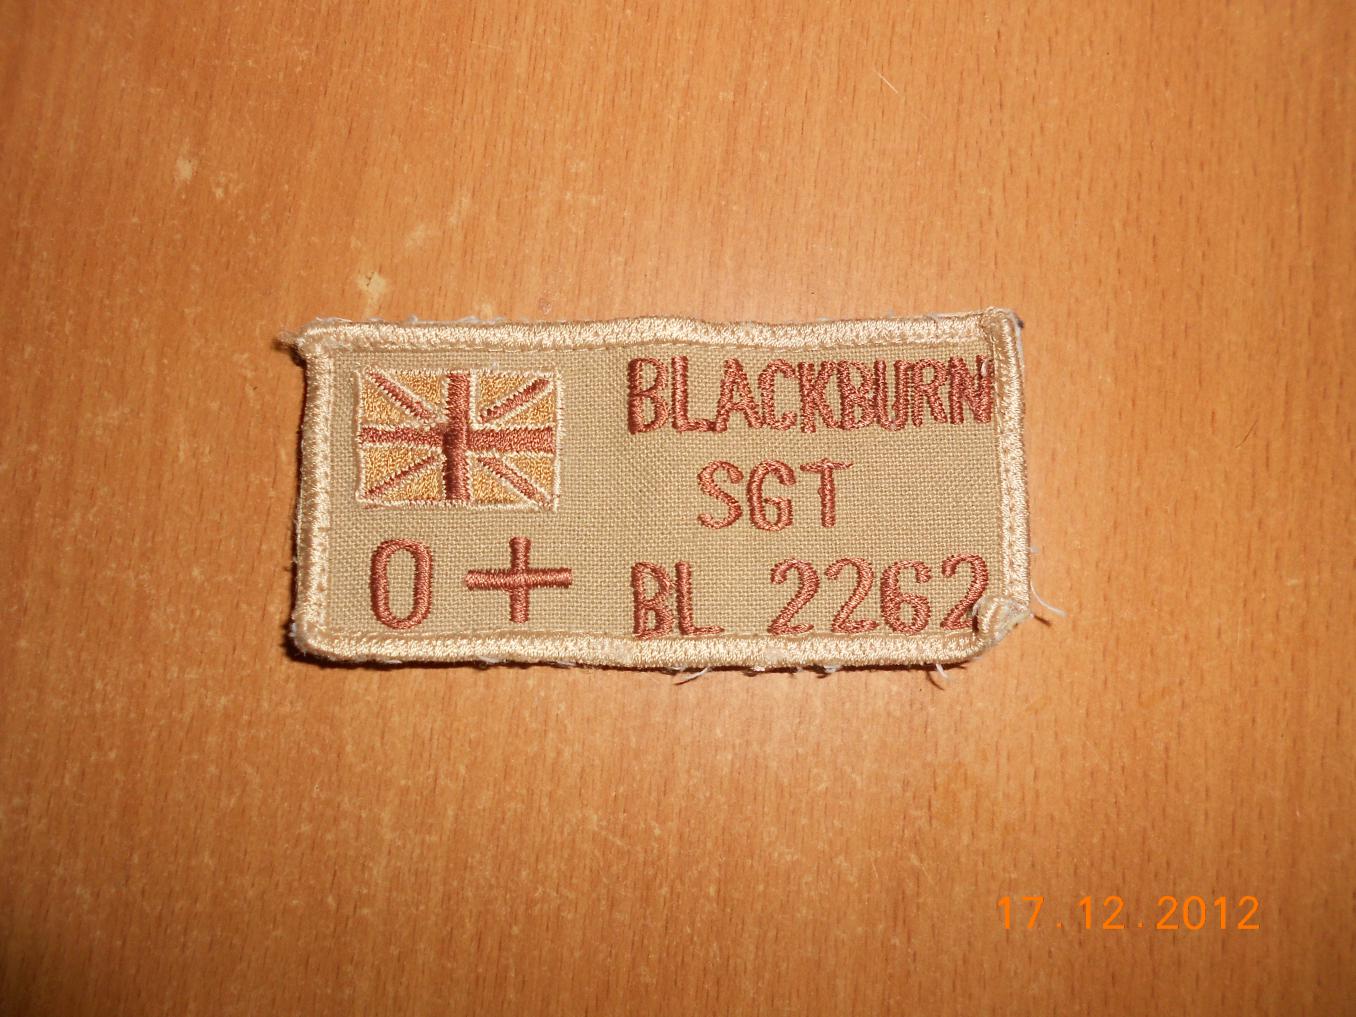 BLACKBURN
SGT
O + BL 2262
17.12.2012